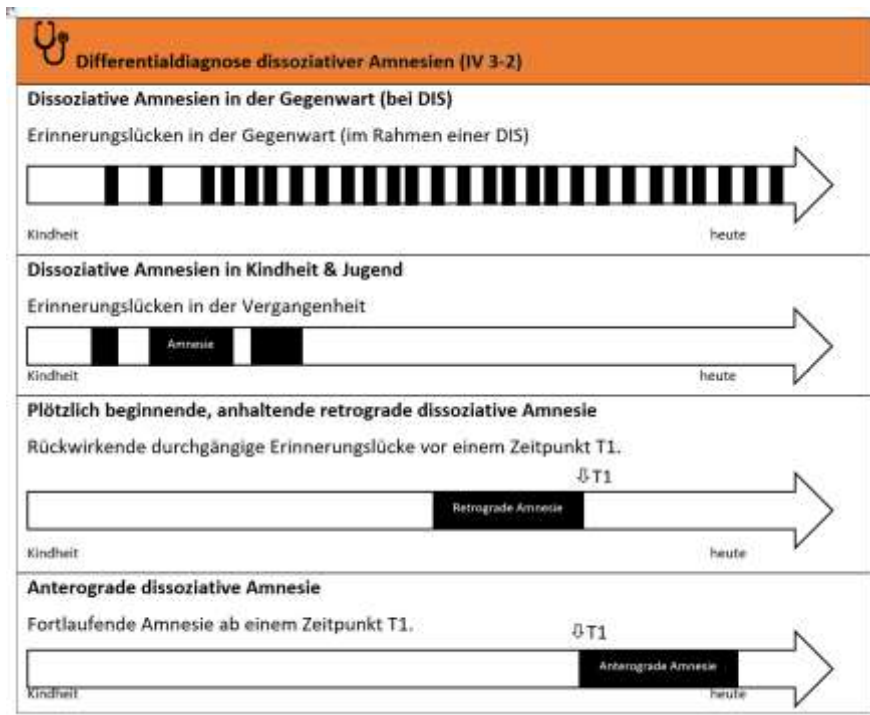 Differentialdiagnose dissoziativer Amnesien (IV 3-2)
Dissoziative Amnesien in der Gegenwart (bei DIS)
Erinnerungslücken in der Gegenwart (im Rahmen einer DIS)
Kindheit heute
Dissoziative Amnesien in Kindheit & Jugend
Erinnerungslücken in der Vergangenheit
Amnesie
Kindheit heute
Plötzlich beginnende, anhaltende retrograde dissoziative Amnesie
Rückwirkende durchgängige Erinnerungslücke vor einem Zeitpunkt T1.
⇩T1
Retrograde Amnesie
Kindheit heute
Anterograde dissoziative Amnesie
Fortlaufende Amnesie ab einem Zeitpunkt T1.
⇩T1
Anterograde Amnesie
Kindheit heute